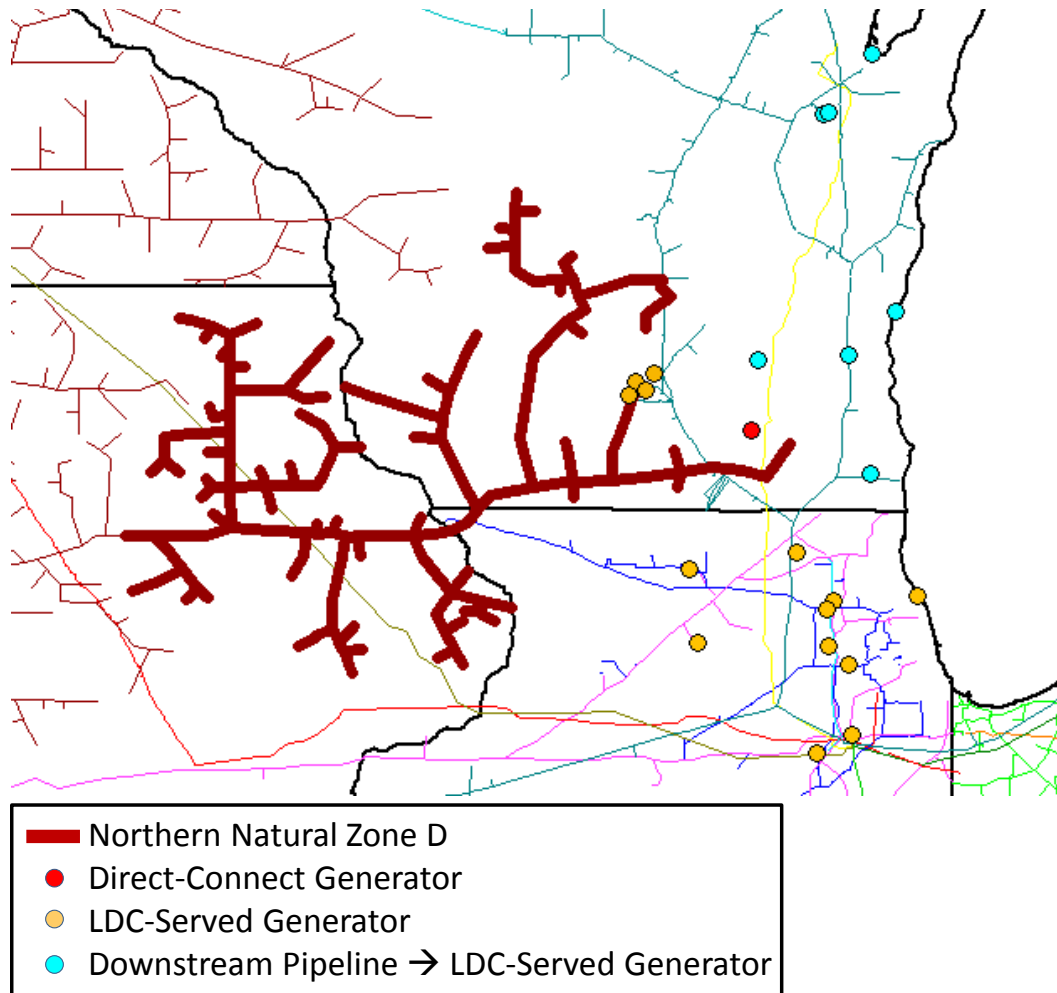 Northern Natural Zone D
Direct-Connect Generator
LDC-Served Generator
Downstream Pipeline → LDC-Served Generator